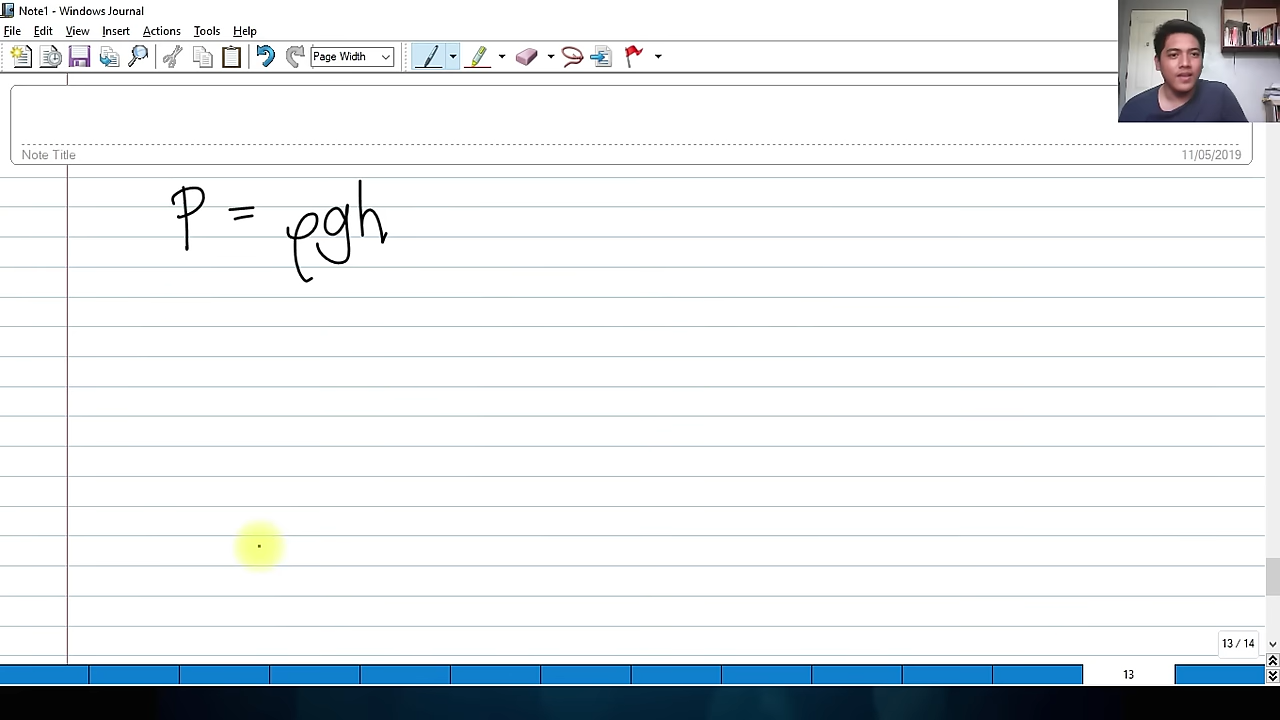 Note1 - Windows Journal
File Edit View Insert Actions Tools Help
Page Width
Note Title
11/05/2019
P = ρgh
13 / 14
13